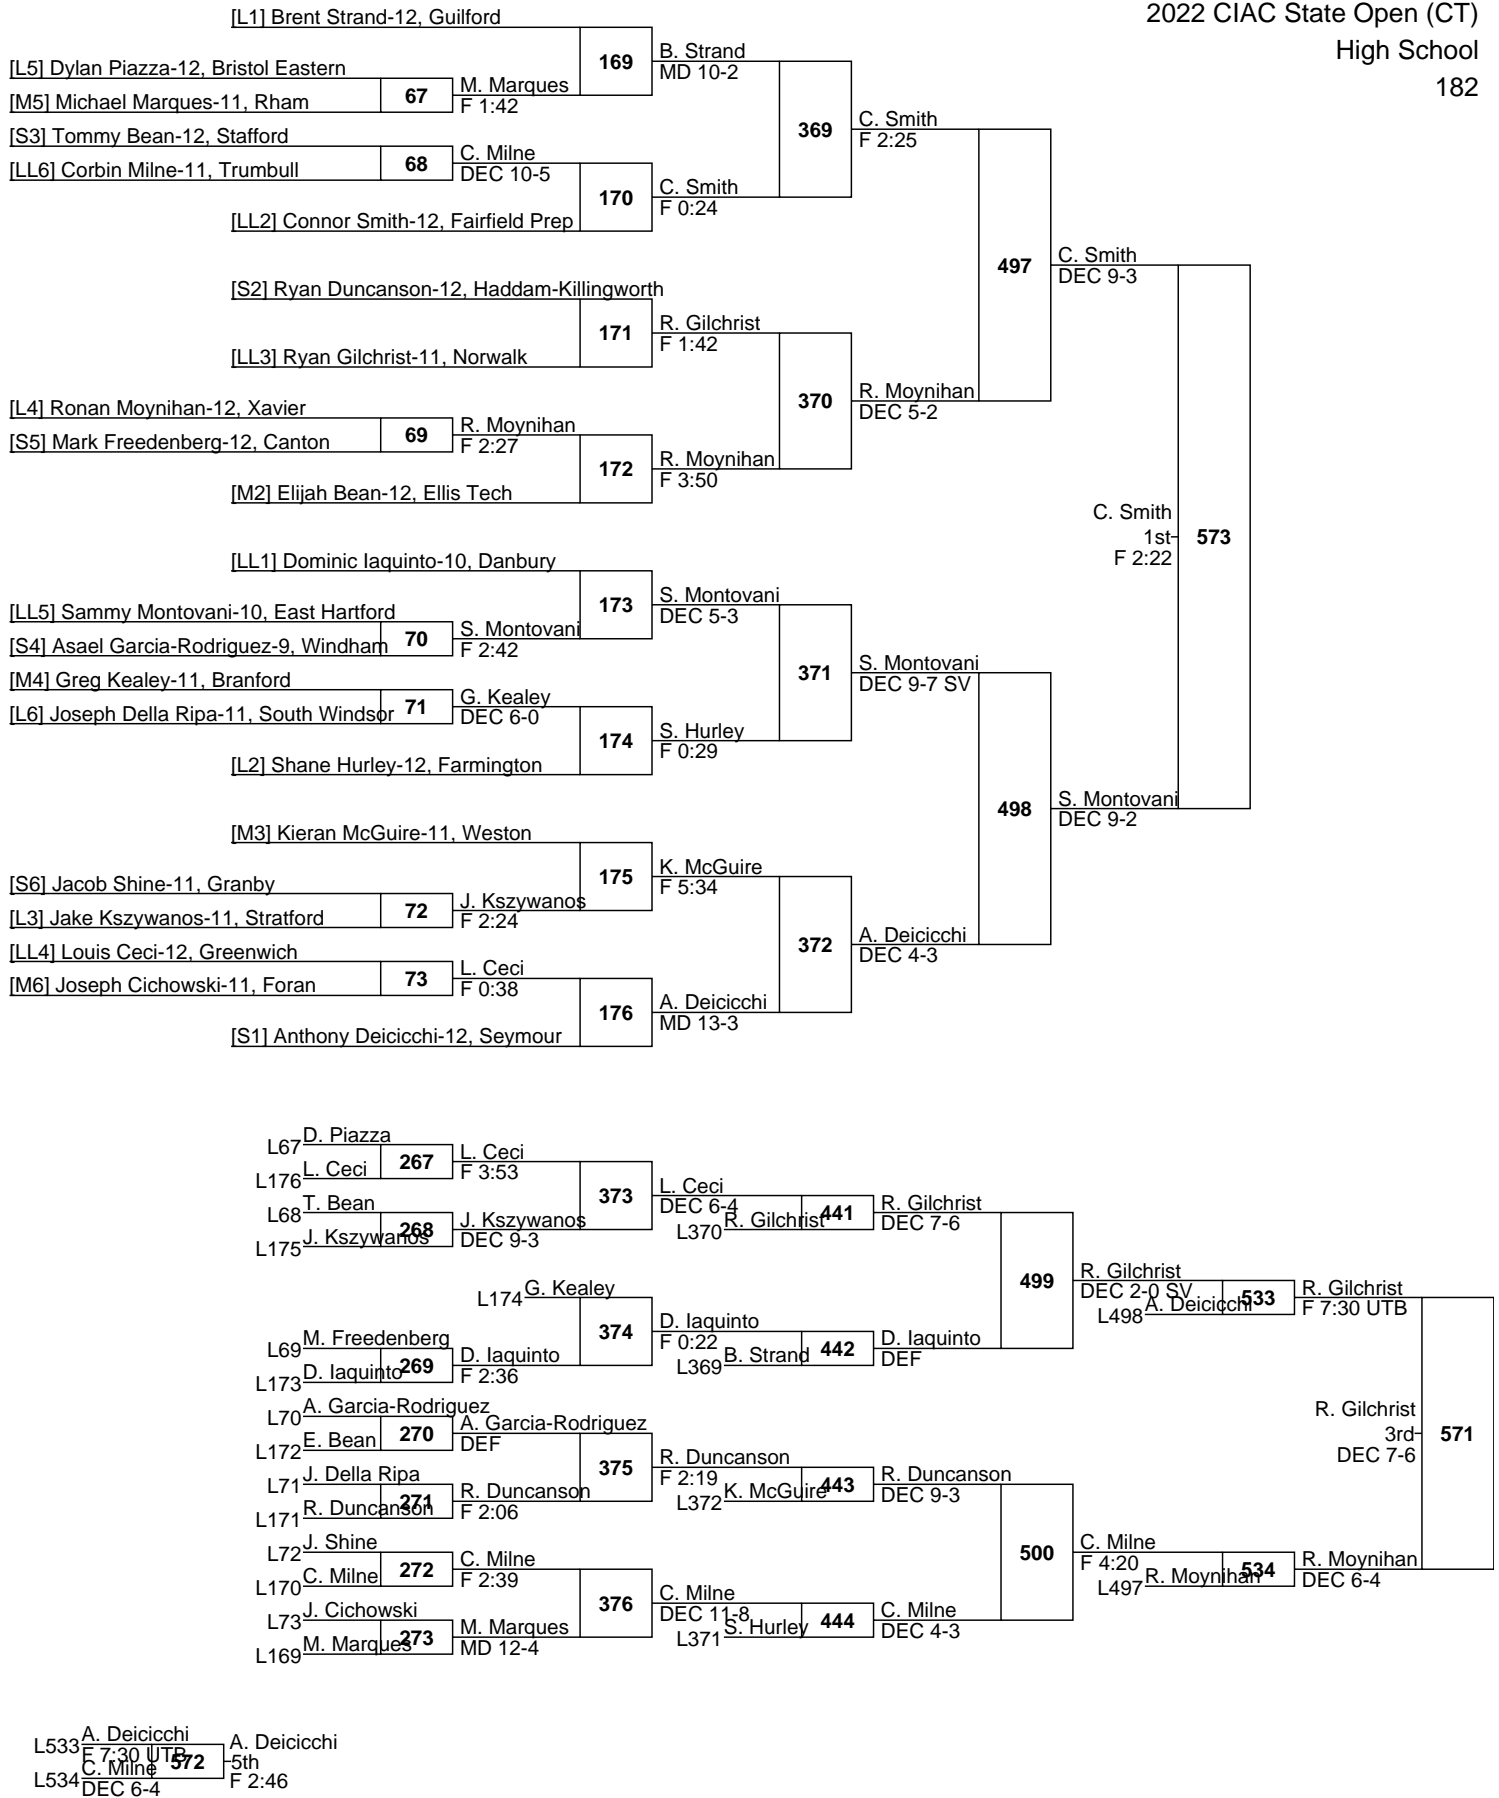 2022 CIAC State Open (CT)
High School
182
[L1] Brent Strand-12, Guilford
[L5] Dylan Piazza-12, Bristol Eastern
[M5] Michael Marques-11, Rham
[S3] Tommy Bean-12, Stafford
[LL6] Corbin Milne-11, Trumbull
[LL2] Connor Smith-12, Fairfield Prep
[S2] Ryan Duncanson-12, Haddam-Killingworth
[LL3] Ryan Gilchrist-11, Norwalk
[L4] Ronan Moynihan-12, Xavier
[S5] Mark Freedenberg-12, Canton
[M2] Elijah Bean-12, Ellis Tech
[LL1] Dominic Iaquinto-10, Danbury
[LL5] Sammy Montovani-10, East Hartford
[S4] Asael Garcia-Rodriguez-9, Windham
[M4] Greg Kealey-11, Branford
[L6] Joseph Della Ripa-11, South Windsor
[L2] Shane Hurley-12, Farmington
[M3] Kieran McGuire-11, Weston
[S6] Jacob Shine-11, Granby
[L3] Jake Kszywanos-11, Stratford
[LL4] Louis Ceci-12, Greenwich
[M6] Joseph Cichowski-11, Foran
[S1] Anthony Deicicchi-12, Seymour
67
M. Marques
F 1:42
68
C. Milne
DEC 10-5
69
R. Moynihan
F 2:27
70
S. Montovani
F 2:42
71
G. Kealey
DEC 6-0
72
J. Kszywanos
F 2:24
73
L. Ceci
F 0:38
169
B. Strand
MD 10-2
170
C. Smith
F 0:24
171
R. Gilchrist
F 1:42
172
R. Moynihan
F 3:50
173
S. Montovani
DEC 5-3
174
S. Hurley
F 0:29
175
K. McGuire
F 5:34
176
A. Deicicchi
MD 13-3
369
C. Smith
F 2:25
370
R. Moynihan
DEC 5-2
371
S. Montovani
DEC 9-7 SV
372
A. Deicicchi
DEC 4-3
497
C. Smith
DEC 9-3
498
S. Montovani
DEC 9-2
C. Smith
1st
F 2:22
573
L67 D. Piazza
L176 L. Ceci
267
L. Ceci
F 3:53
L68 T. Bean
L175 J. Kszywanos
268
J. Kszywanos
DEC 9-3
L174 G. Kealey
L69 M. Freedenberg
L173 D. Iaquinto
269
D. Iaquinto
F 2:36
L70 A. Garcia-Rodriguez
L172 E. Bean
270
A. Garcia-Rodriguez
DEF
L71 J. Della Ripa
L171 R. Duncanson
271
R. Duncanson
F 2:06
L72 J. Shine
L170 C. Milne
272
C. Milne
F 2:39
L73 J. Cichowski
L169 M. Marques
273
M. Marques
MD 12-4
373
L. Ceci
DEC 6-4
L370 R. Gilchrist
374
D. Iaquinto
F 0:22
L369 B. Strand
375
R. Duncanson
F 2:19
L372 K. McGuire
376
C. Milne
DEC 11-8
L371 S. Hurley
441
R. Gilchrist
DEC 7-6
442
D. Iaquinto
DEF
443
R. Duncanson
DEC 9-3
444
C. Milne
DEC 4-3
499
R. Gilchrist
DEC 2-0 SV
L498 A. Deicicchi
500
C. Milne
F 4:20
L497 R. Moynihan
533
R. Gilchrist
F 7:30 UTB
534
R. Moynihan
DEC 6-4
R. Gilchrist
3rd
DEC 7-6
571
L533 A. Deicicchi
F 7:30 UTB
L534 C. Milne
DEC 6-4
572
A. Deicicchi
5th
F 2:46